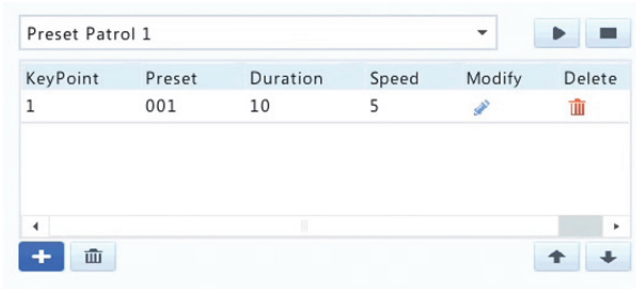 Preset Patrol 1
KeyPoint Preset Duration Speed Modify Delete
1 001 10 5